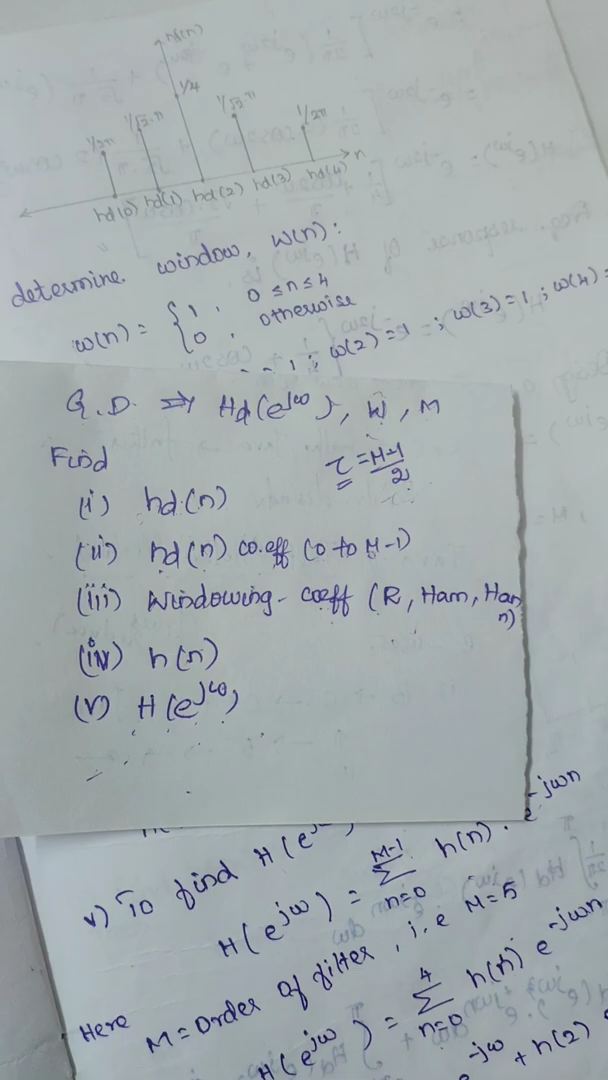 hd(n)
1/4
1/√2·π
1/√2·π
1/2π
1/2π
n
hd(0) hd(1) hd(2) hd(3) hd(4)
determine window, W(n):
w(n) = { 1, 0 ≤ n ≤ 4
0, otherwise
1; w(2) = 1 ; w(3) = 1 ; w(4) =
G.D. ⇒ Hd(e^jω), W, M
Find
τ = M-1/2
(i) hd(n)
(ii) hd(n) co.eff (0 to M-1)
(iii) Windowing - coeff (R, Ham, Hann)
(iv) h(n)
(v) H(e^jω)
v) To find H(e^jω)
H(e^jω) = Σ_{n=0}^{M-1} h(n) · e^-jωn
Here M = Order of filter, i.e M=5
H(e^jω) = Σ_{n=0}^{4} h(n) e^-jωn
e^-jω + h(2)